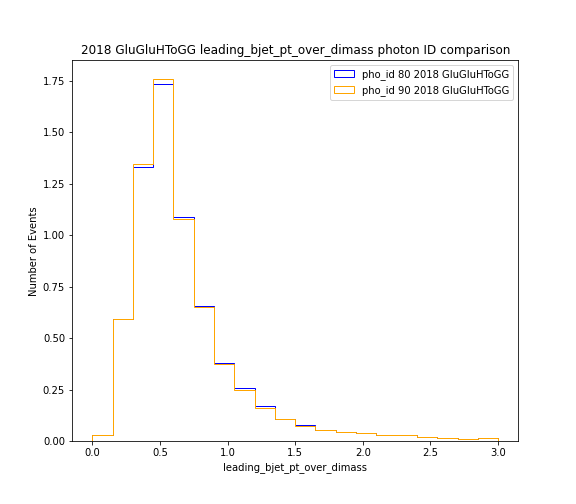 2018 GluGluHToGG leading_bjet_pt_over_dimass photon ID comparison
pho_id 80 2018 GluGluHToGG
pho_id 90 2018 GluGluHToGG
1.75
1.50
1.25
1.00
0.75
0.50
0.25
0.00
Number of Events
0.0 0.5 1.0 1.5 2.0 2.5 3.0
leading_bjet_pt_over_dimass